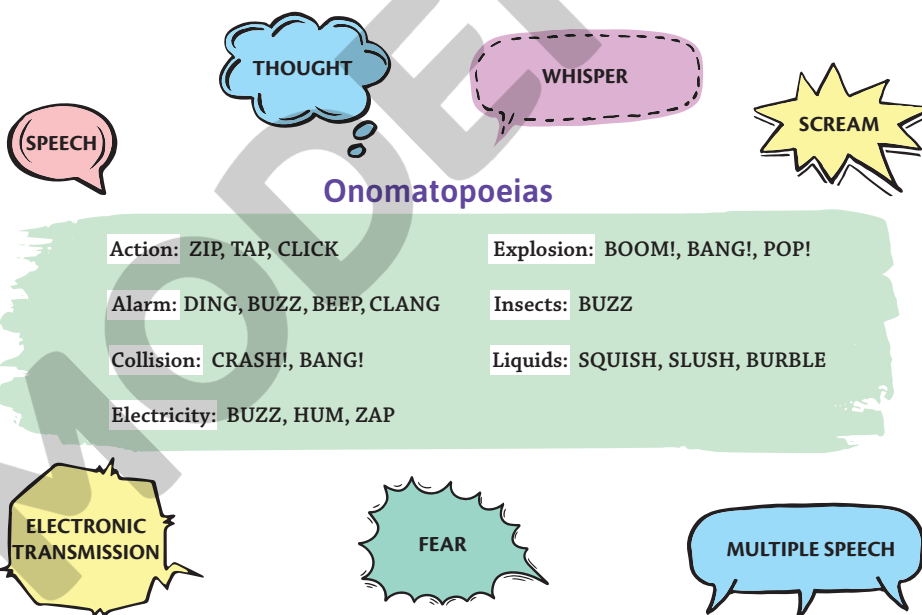 THOUGHT
WHISPER
SPEECH
SCREAM
Onomatopoeias
Action: ZIP, TAP, CLICK
Explosion: BOOM!, BANG!, POP!
Alarm: DING, BUZZ, BEEP, CLANG
Insects: BUZZ
Collision: CRASH!, BANG!
Liquids: SQUISH, SLUSH, BURBLE
Electricity: BUZZ, HUM, ZAP
ELECTRONIC
TRANSMISSION
FEAR
MULTIPLE SPEECH
MODEL